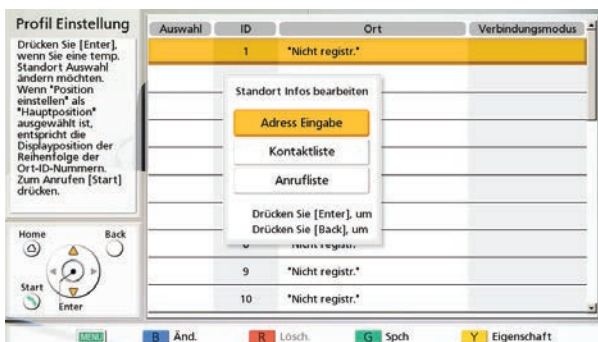 Profil Einstellung
Drücken Sie [Enter],
wenn Sie eine temp.
Standort Auswahl
ändern möchten.
Wenn "Position
einstellen" als
"Hauptposition"
ausgewählt ist,
entspricht die
Displayposition der
Reihenfolge der
Ort-ID-Nummern.
Zum Anrufen [Start]
drücken.
Home
Back
Start
Enter
Auswahl ID Ort Verbindungsmodus
1 "Nicht registr."
Standort Infos bearbeiten
Adress Eingabe
Kontaktliste
Anrufliste
Drücken Sie [Enter], um
Drücken Sie [Back], um
"Nicht registr."
9 "Nicht registr."
10 "Nicht registr."
MENU B Änd. R Lösch. G Spch Y Eigenschaft